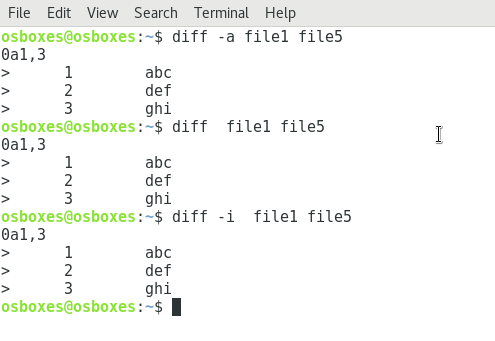 File Edit View Search Terminal Help
osboxes@osboxes:~$ diff -a file1 file5
0a1,3
>      1        abc
>      2        def
>      3        ghi
osboxes@osboxes:~$ diff  file1 file5
0a1,3
>      1        abc
>      2        def
>      3        ghi
osboxes@osboxes:~$ diff -i  file1 file5
0a1,3
>      1        abc
>      2        def
>      3        ghi
osboxes@osboxes:~$